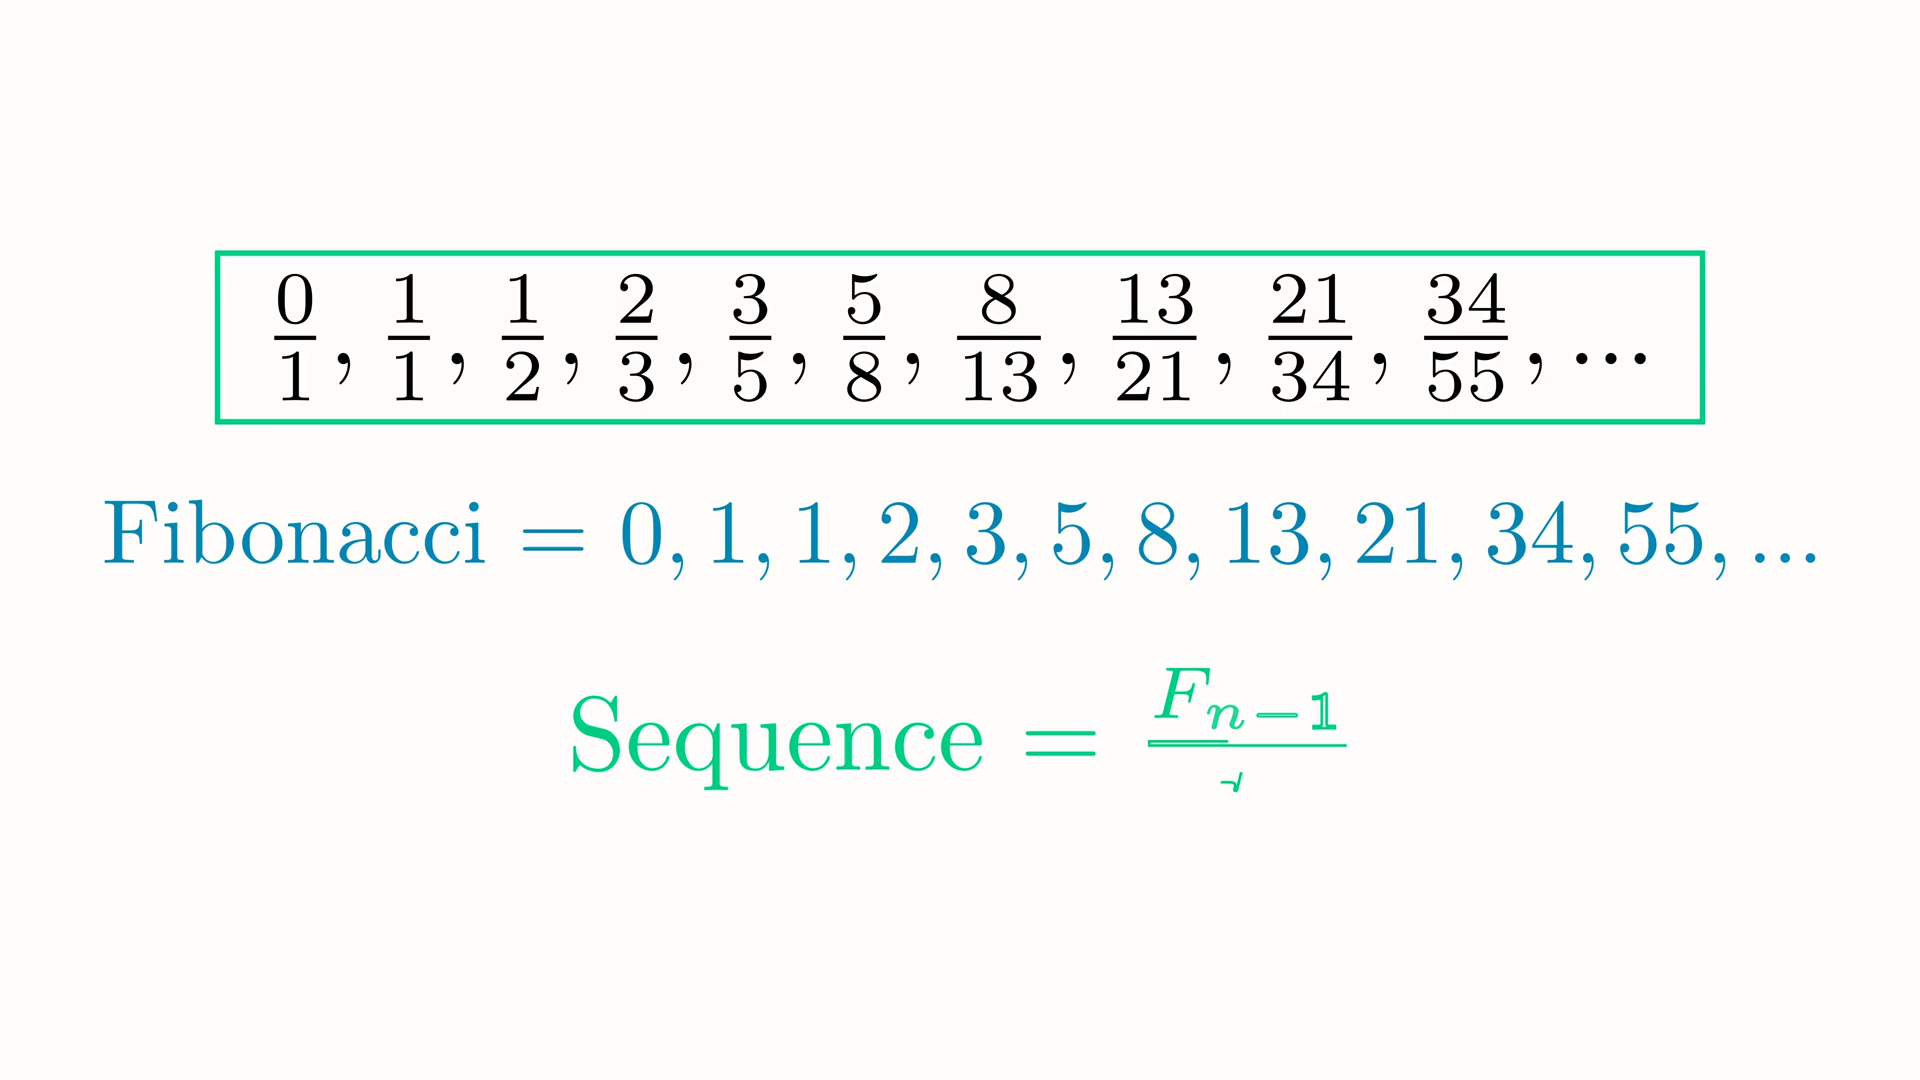 0/1, 1/1, 1/2, 2/3, 3/5, 5/8, 8/13, 13/21, 21/34, 34/55, ...
Fibonacci = 0, 1, 1, 2, 3, 5, 8, 13, 21, 34, 55, ...
Sequence = F_{n-1}/